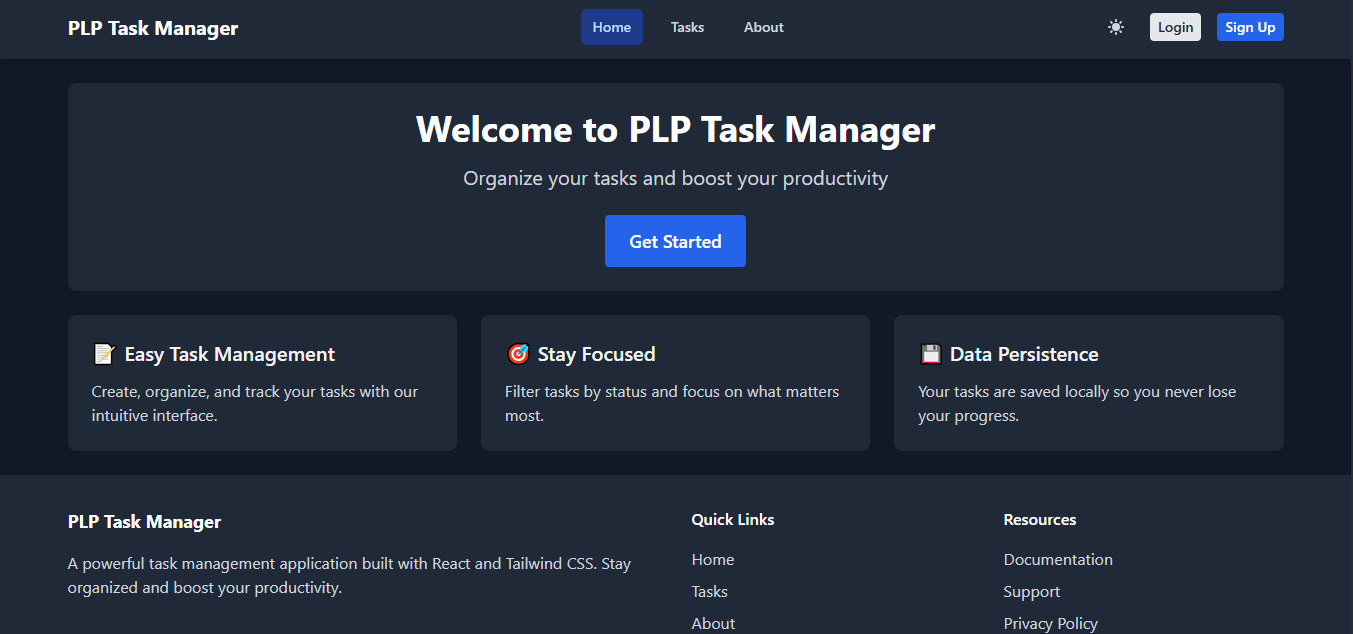 PLP Task Manager
Home
Tasks
About
Login
Sign Up
Welcome to PLP Task Manager
Organize your tasks and boost your productivity
Get Started
Easy Task Management
Create, organize, and track your tasks with our
intuitive interface.
Stay Focused
Filter tasks by status and focus on what matters
most.
Data Persistence
Your tasks are saved locally so you never lose
your progress.
PLP Task Manager
A powerful task management application built with React and Tailwind CSS. Stay
organized and boost your productivity.
Quick Links
Home
Tasks
About
Resources
Documentation
Support
Privacy Policy